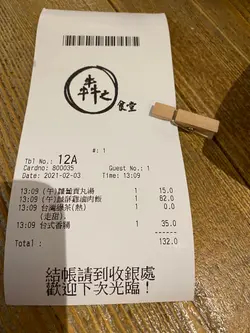 犇之
食堂
#: 1
Tbl No.: 12A
Cardno: 800035 Guest No.: 1
Date: 2021-02-03 Time: 13:09
13:09 (午)蘿蔔貢丸湯 1 15.0
13:09 (午)鹹酥雞滷肉飯 1 82.0
13:09 台灣綠茶(熱) 1 0.0
(走甜),
13:09 台式香腸 1 35.0
Total : 132.0
結帳請到收銀處
歡迎下次光臨！